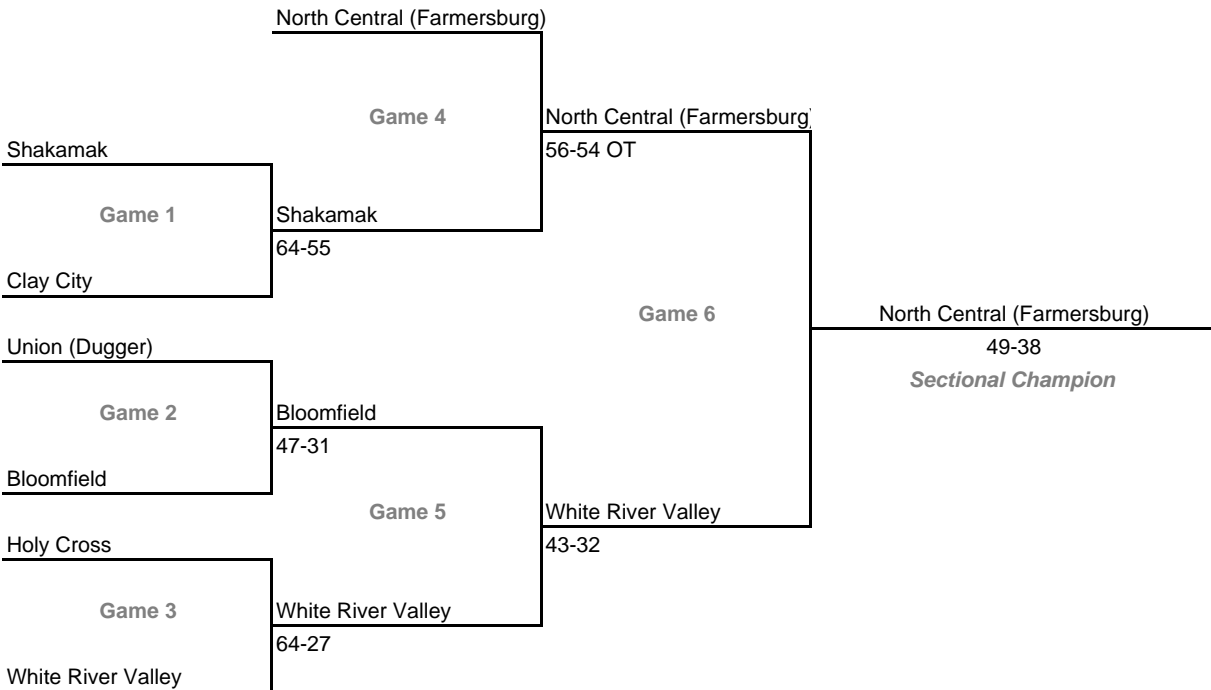 North Central (Farmersburg)
Game 4
North Central (Farmersburg)
Shakamak
56-54 OT
Game 1
Shakamak
64-55
Clay City
Game 6
North Central (Farmersburg)
Union (Dugger)
49-38
Sectional Champion
Game 2
Bloomfield
47-31
Bloomfield
Game 5
White River Valley
Holy Cross
43-32
Game 3
White River Valley
64-27
White River Valley